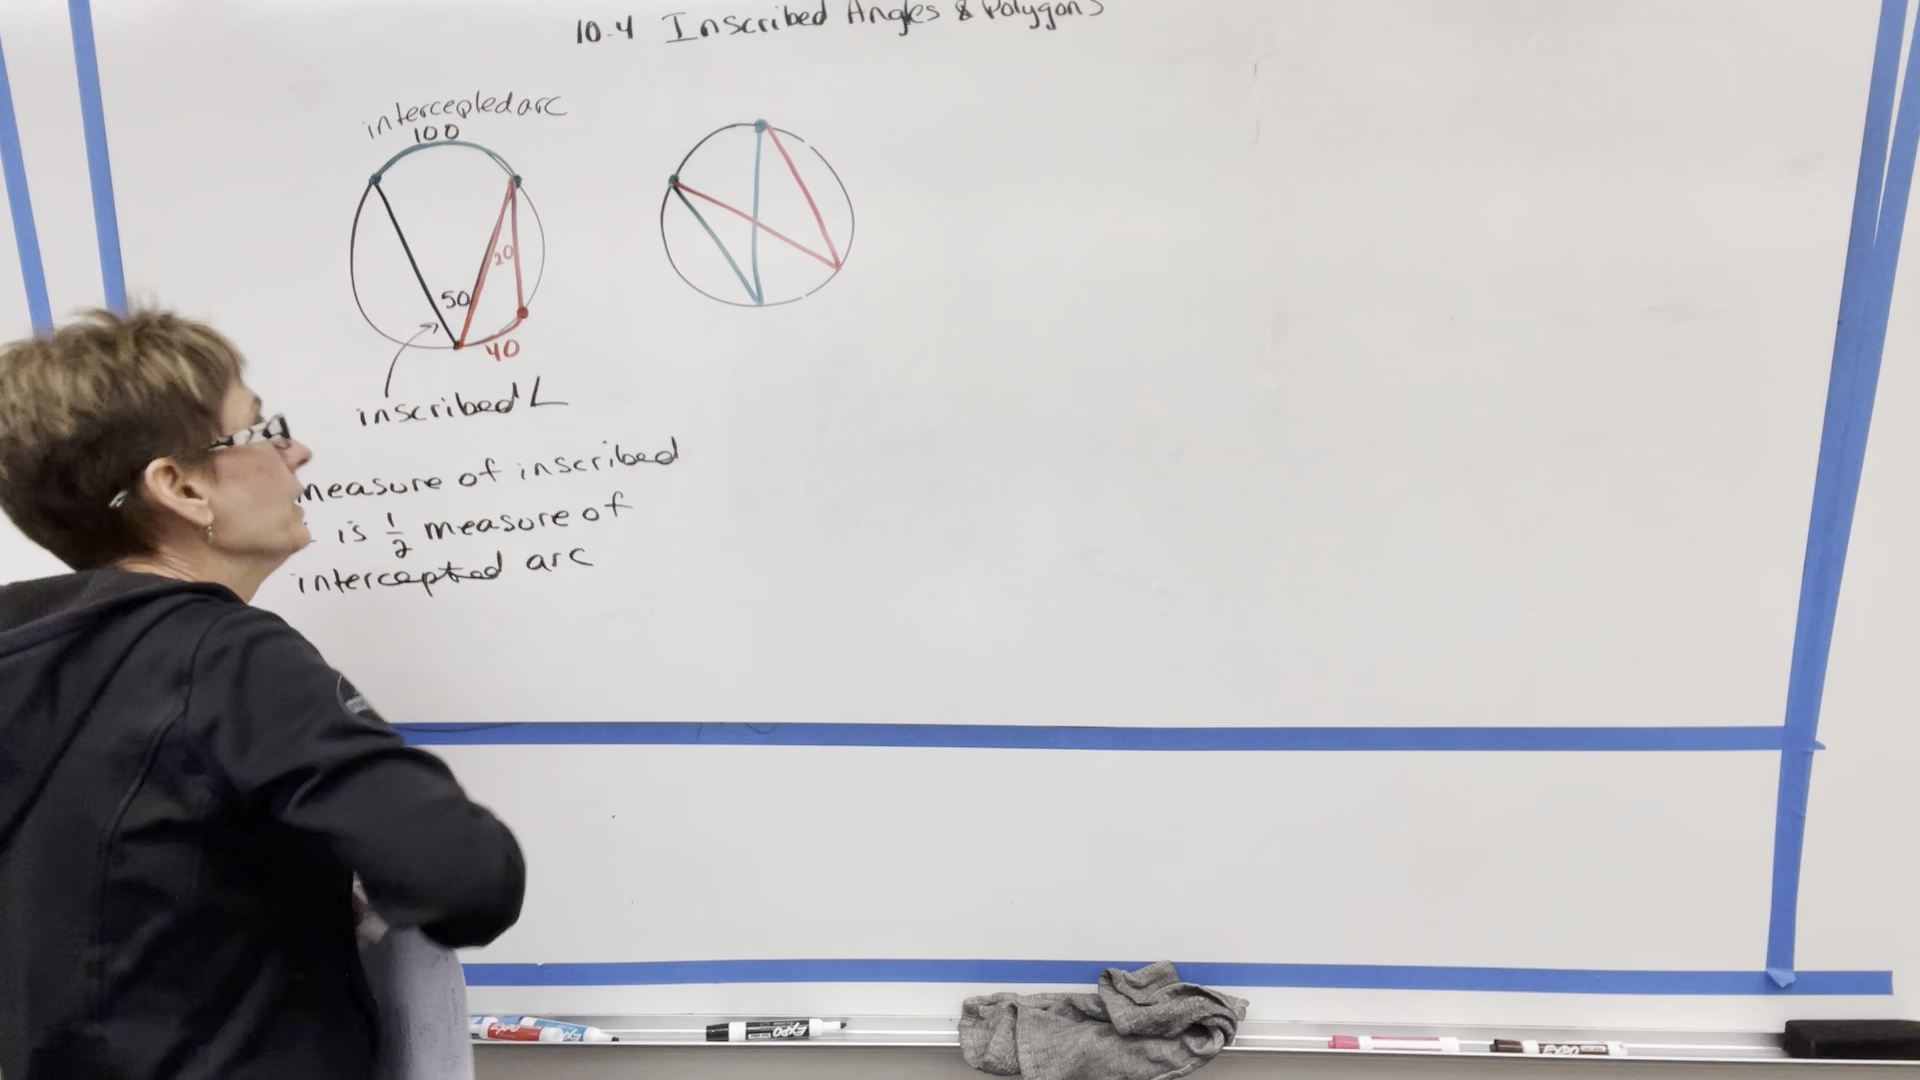 10.4 Inscribed Angles & Polygons
intercepted arc
100
20
50
40
inscribed ∠
measure of inscribed
is 1/2 measure of
intercepted arc
EXPO
EXPO
EXPO